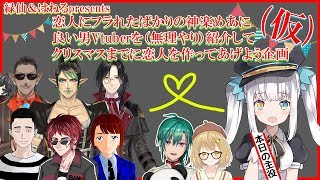 緑仙＆はねるpresents
恋人にフラれたばかりの神楽めあに
良い男Vtuberを(無理やり)紹介して
クリスマスまでに恋人を作ってあげよう企画
(仮)
本日の主役